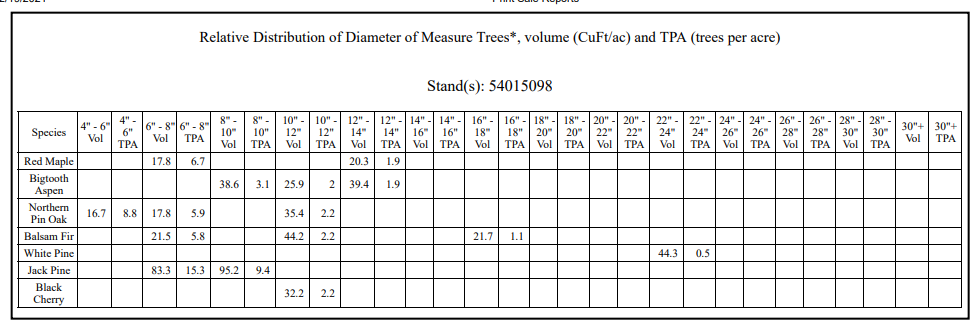 Relative Distribution of Diameter of Measure Trees*, volume (CuFt/ac) and TPA (trees per acre)
Stand(s): 54015098
Species 4" - 6" Vol 4" - 6" TPA 6" - 8" Vol 6" - 8" TPA 8" - 10" Vol 8" - 10" TPA 10" - 12" Vol 10" - 12" TPA 12" - 14" Vol 12" - 14" TPA 14" - 16" Vol 14" - 16" TPA 16" - 18" Vol 16" - 18" TPA 18" - 20" Vol 18" - 20" TPA 20" - 22" Vol 20" - 22" TPA 22" - 24" Vol 22" - 24" TPA 24" - 26" Vol 24" - 26" TPA 26" - 28" Vol 26" - 28" TPA 28" - 30" Vol 28" - 30" TPA 30"+ Vol 30"+ TPA
Red Maple 17.8 6.7 20.3 1.9
Bigtooth Aspen 38.6 3.1 25.9 2 39.4 1.9
Northern Pin Oak 16.7 8.8 17.8 5.9 35.4 2.2
Balsam Fir 21.5 5.8 44.2 2.2 21.7 1.1
White Pine 44.3 0.5
Jack Pine 83.3 15.3 95.2 9.4
Black Cherry 32.2 2.2